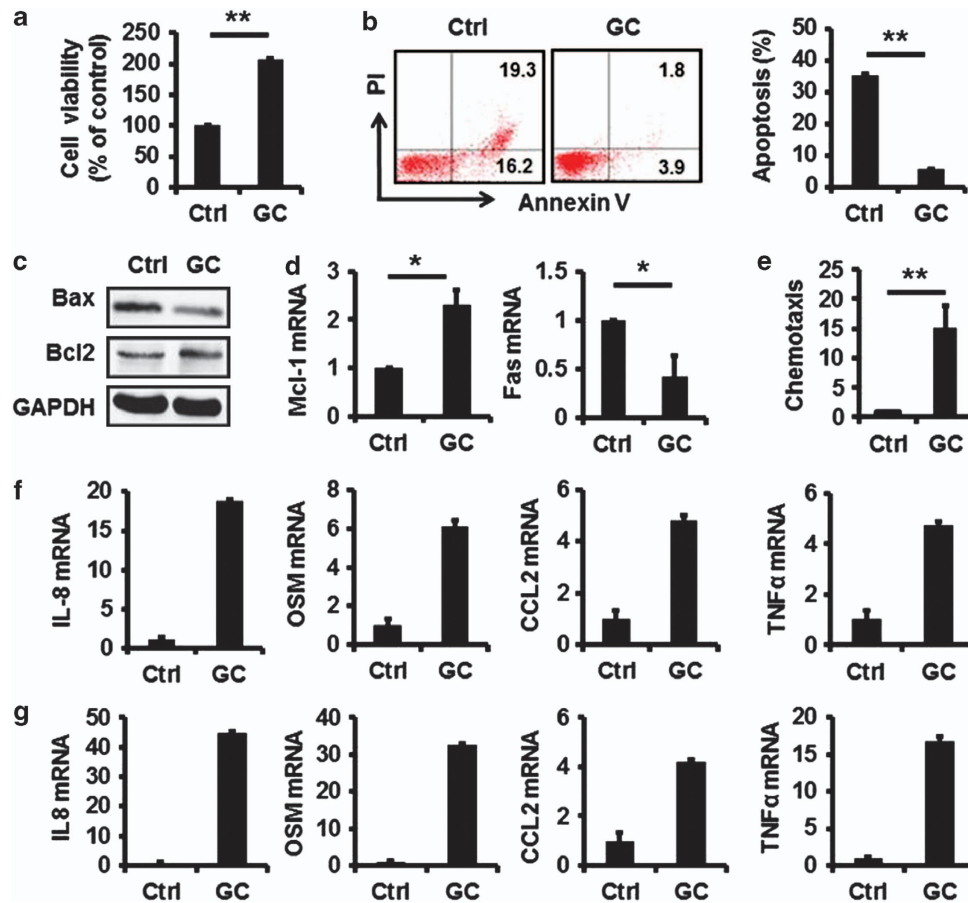 a
Cell viability
(% of control)
250
200
150
100
50
0
**
Ctrl
GC
b
Ctrl
GC
PI
19.3
16.2
1.8
3.9
Annexin V
Apoptosis (%)
50
40
30
20
10
0
**
Ctrl
GC
c
Ctrl GC
Bax
Bcl2
GAPDH
d
Mcl-1 mRNA
3
2
1
0
*
Ctrl
GC
Fas mRNA
1.5
1
0.5
0
*
Ctrl
GC
e
Chemotaxis
25
20
15
10
5
0
**
Ctrl
GC
f
IL-8 mRNA
20
15
10
5
0
Ctrl
GC
OSM mRNA
8
6
4
2
0
Ctrl
GC
CCL2 mRNA
6
4
2
0
Ctrl
GC
TNFα mRNA
6
4
2
0
Ctrl
GC
g
IL8 mRNA
50
40
30
20
10
0
Ctrl
GC
OSM mRNA
40
30
20
10
0
Ctrl
GC
CCL2 mRNA
6
4
2
0
Ctrl
GC
TNFα mRNA
20
15
10
5
0
Ctrl
GC